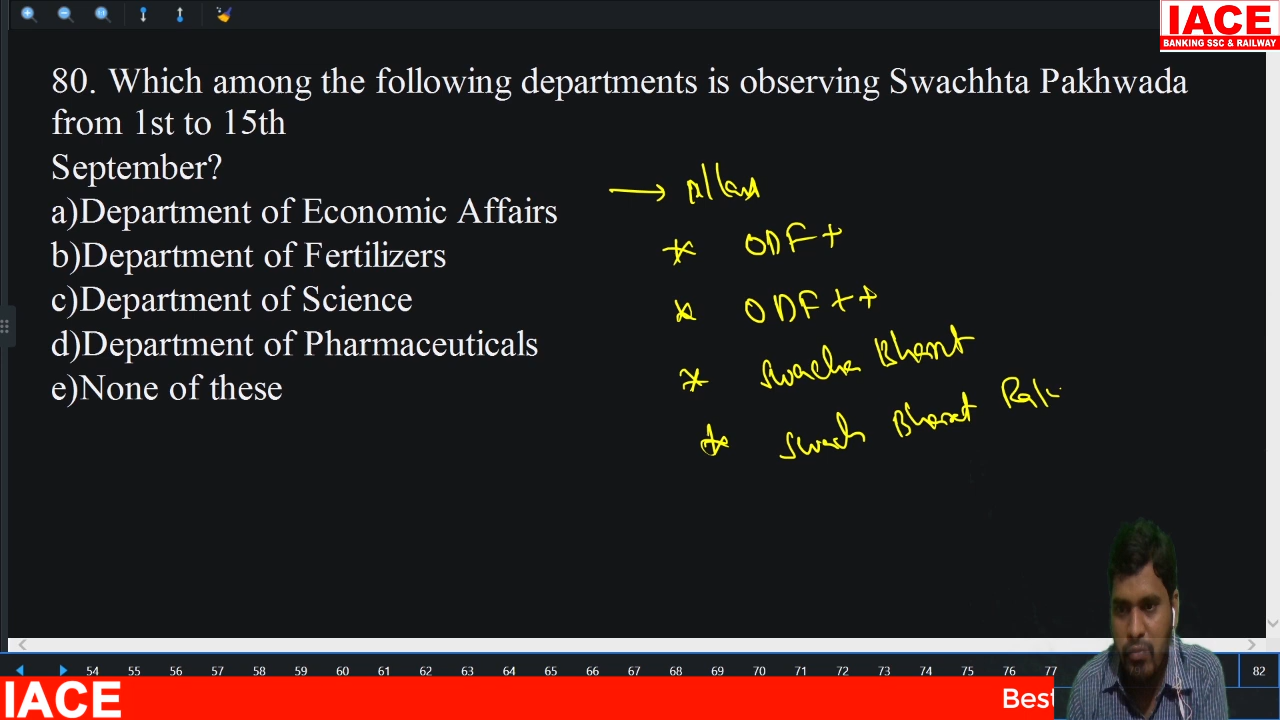 IACE
BANKING SSC & RAILWAY
80. Which among the following departments is observing Swachhta Pakhwada
from 1st to 15th
September?
a)Department of Economic Affairs
b)Department of Fertilizers
c)Department of Science
d)Department of Pharmaceuticals
e)None of these
ODF+
ODF++
Swacha Bharat
Swach Bharat
54 55 56 57 58 59 60 61 62 63 64 65 66 67 68 69 70 71 72 73 74 75 76 77 82
IACE
Best